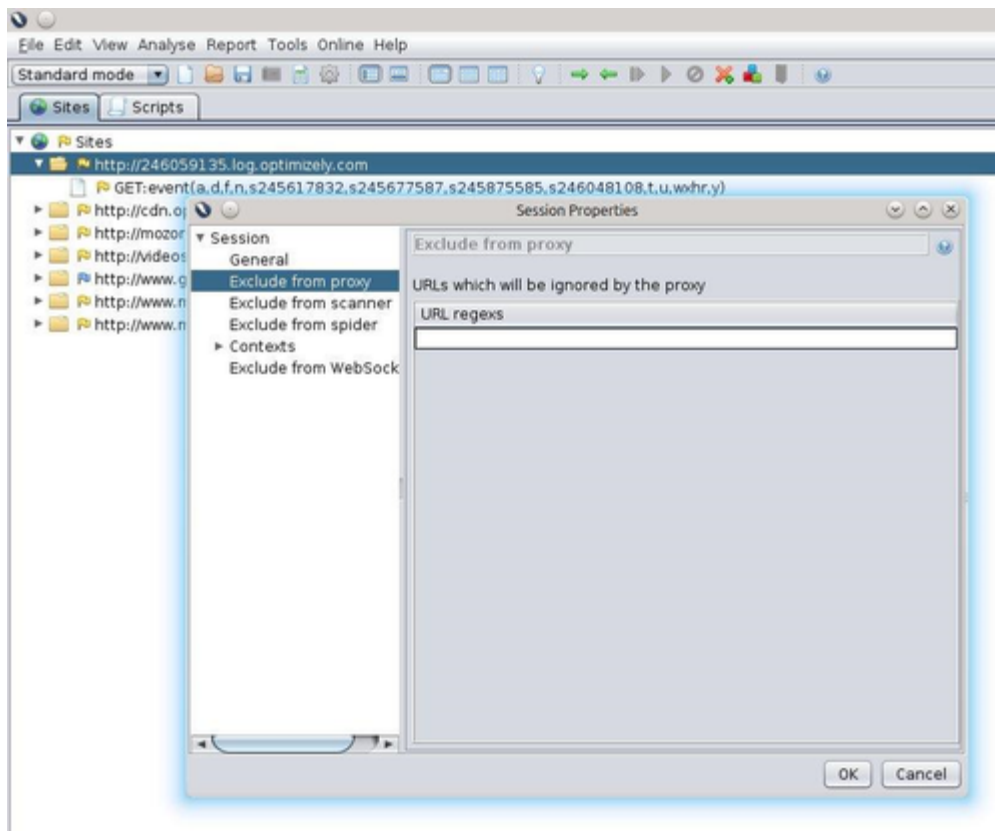 File Edit View Analyse Report Tools Online Help
Standard mode
Sites Scripts
Sites
http://246059135.log.optimizely.com
GET:event(a,d,f,n,s245617832,s245677587,s245875585,s246048108,t,u,wxhr,y)
http://cdn.op
http://mozor
http://videos
http://www.g
http://www.n
http://www.n
Session Properties
Session
General
Exclude from proxy
Exclude from scanner
Exclude from spider
Contexts
Exclude from WebSock
Exclude from proxy
URLs which will be ignored by the proxy
URL regexs
OK Cancel